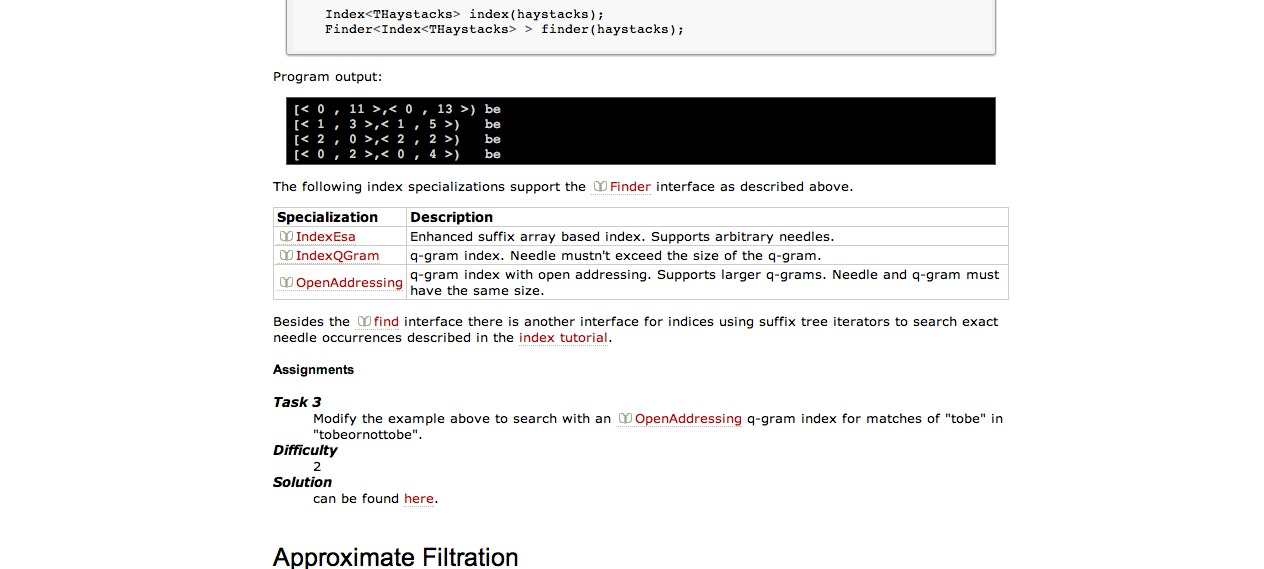 Index<THaystacks> index(haystacks);
Finder<Index<THaystacks> > finder(haystacks);
Program output:
[< 0 , 11 >,< 0 , 13 >) be
[< 1 , 3 >,< 1 , 5 >)   be
[< 2 , 0 >,< 2 , 2 >)   be
[< 0 , 2 >,< 0 , 4 >)   be
The following index specializations support the Finder interface as described above.
Specialization Description
IndexEsa Enhanced suffix array based index. Supports arbitrary needles.
IndexQGram q-gram index. Needle mustn't exceed the size of the q-gram.
OpenAddressing q-gram index with open addressing. Supports larger q-grams. Needle and q-gram must
have the same size.
Besides the find interface there is another interface for indices using suffix tree iterators to search exact
needle occurrences described in the index tutorial.
Assignments
Task 3
Modify the example above to search with an OpenAddressing q-gram index for matches of "tobe" in
"tobeornottobe".
Difficulty
2
Solution
can be found here.
Approximate Filtration